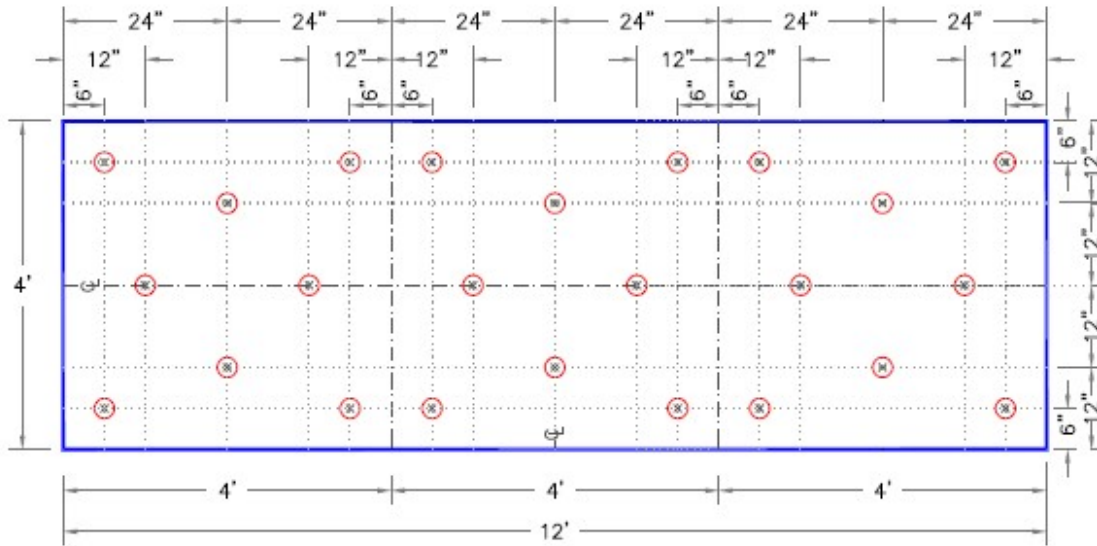 24" 24" 24" 24" 24" 24"
12" 12" 12" 12" 12" 12"
6" 6" 6" 6" 6" 6"
6" 12"
12"
4'
℄
12"
6" 12"
℄
4' 4' 4'
12'